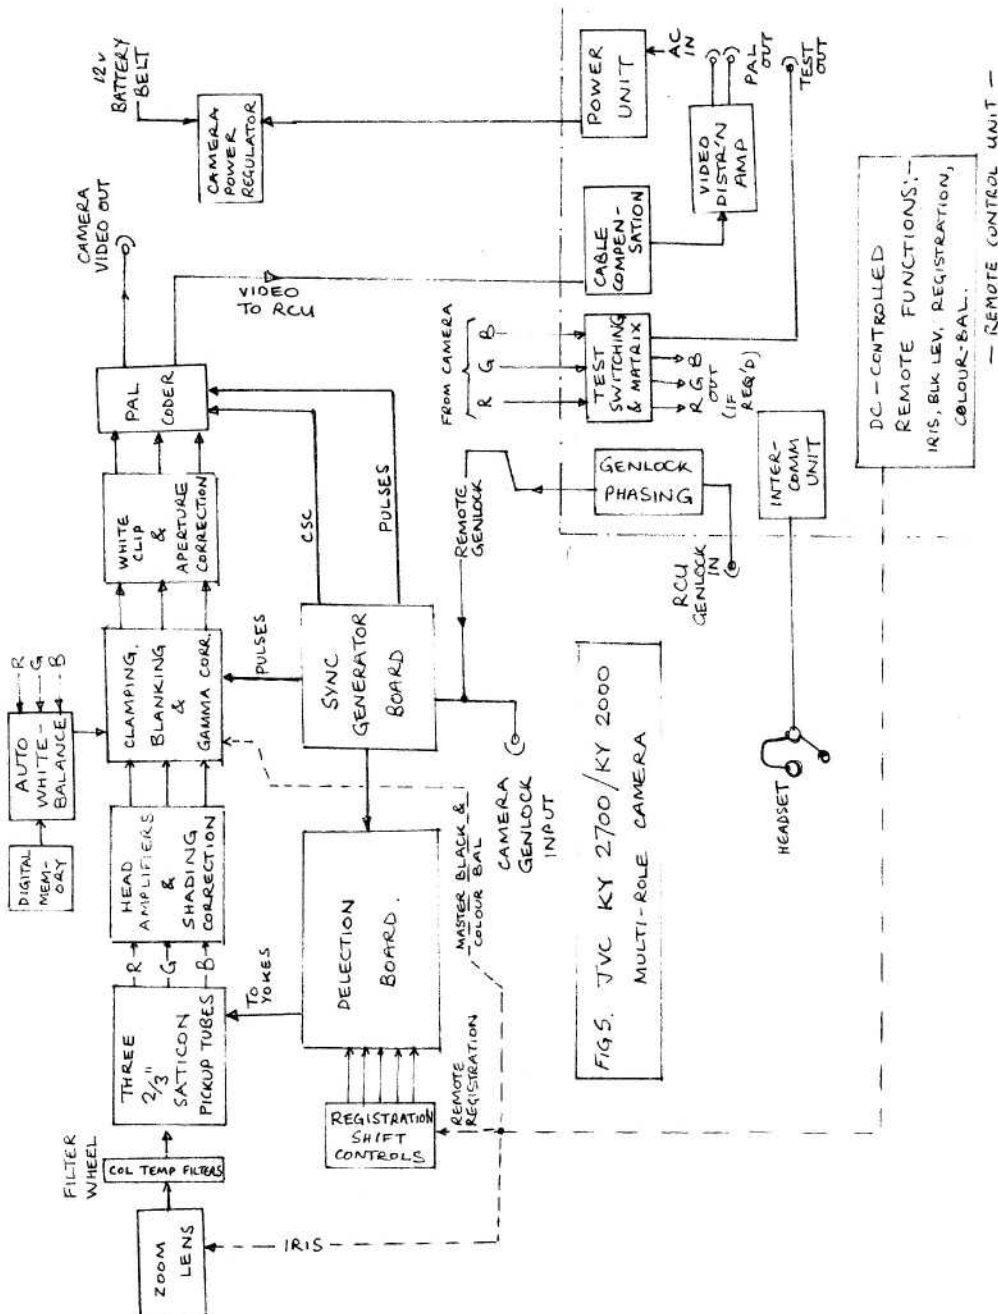 ZOOM
LENS
FILTER
WHEEL
COL TEMP FILTERS
THREE
2/3"
SATICON
PICKUP TUBES
R
G
B
HEAD
AMPLIFIERS
&
SHADING
CORRECTION
DIGITAL
MEM-
ORY
AUTO
WHITE-
BALANCE
R
G
B
CLAMPING,
BLANKING
&
GAMMA CORR.
WHITE
CLIP
&
APERTURE
CORRECTION
PAL
CODER
CAMERA
VIDEO OUT
12V
BATTERY
BELT
CAMERA
POWER
REGULATOR
IRIS
REGISTRATION
SHIFT
CONTROLS
REMOTE
REGISTRATION
TO
YOKES
DELECTION
BOARD.
MASTER BLACK &
COLOUR BAL
PULSES
SYNC
GENERATOR
BOARD
CSC
PULSES
VIDEO
TO RCU
CAMERA
GENLOCK
INPUT
REMOTE
GENLOCK
FROM CAMERA
R
G
B
RCU
GENLOCK
IN
GENLOCK
PHASING
TEST
SWITCHING
& MATRIX
R G B
OUT
(IF
REQ'D)
CABLE
COMPEN-
SATION
VIDEO
DISTR'N
AMP
POWER
UNIT
AC
IN
PAL
OUT
TEST
OUT
FIG 5. JVC KY 2700/KY 2000
MULTI-ROLE CAMERA
HEADSET
INTER-
COMM
UNIT
DC-CONTROLLED
REMOTE FUNCTIONS:-
IRIS, BLK LEV, REGISTRATION,
COLOUR-BAL.
- REMOTE CONTROL UNIT -